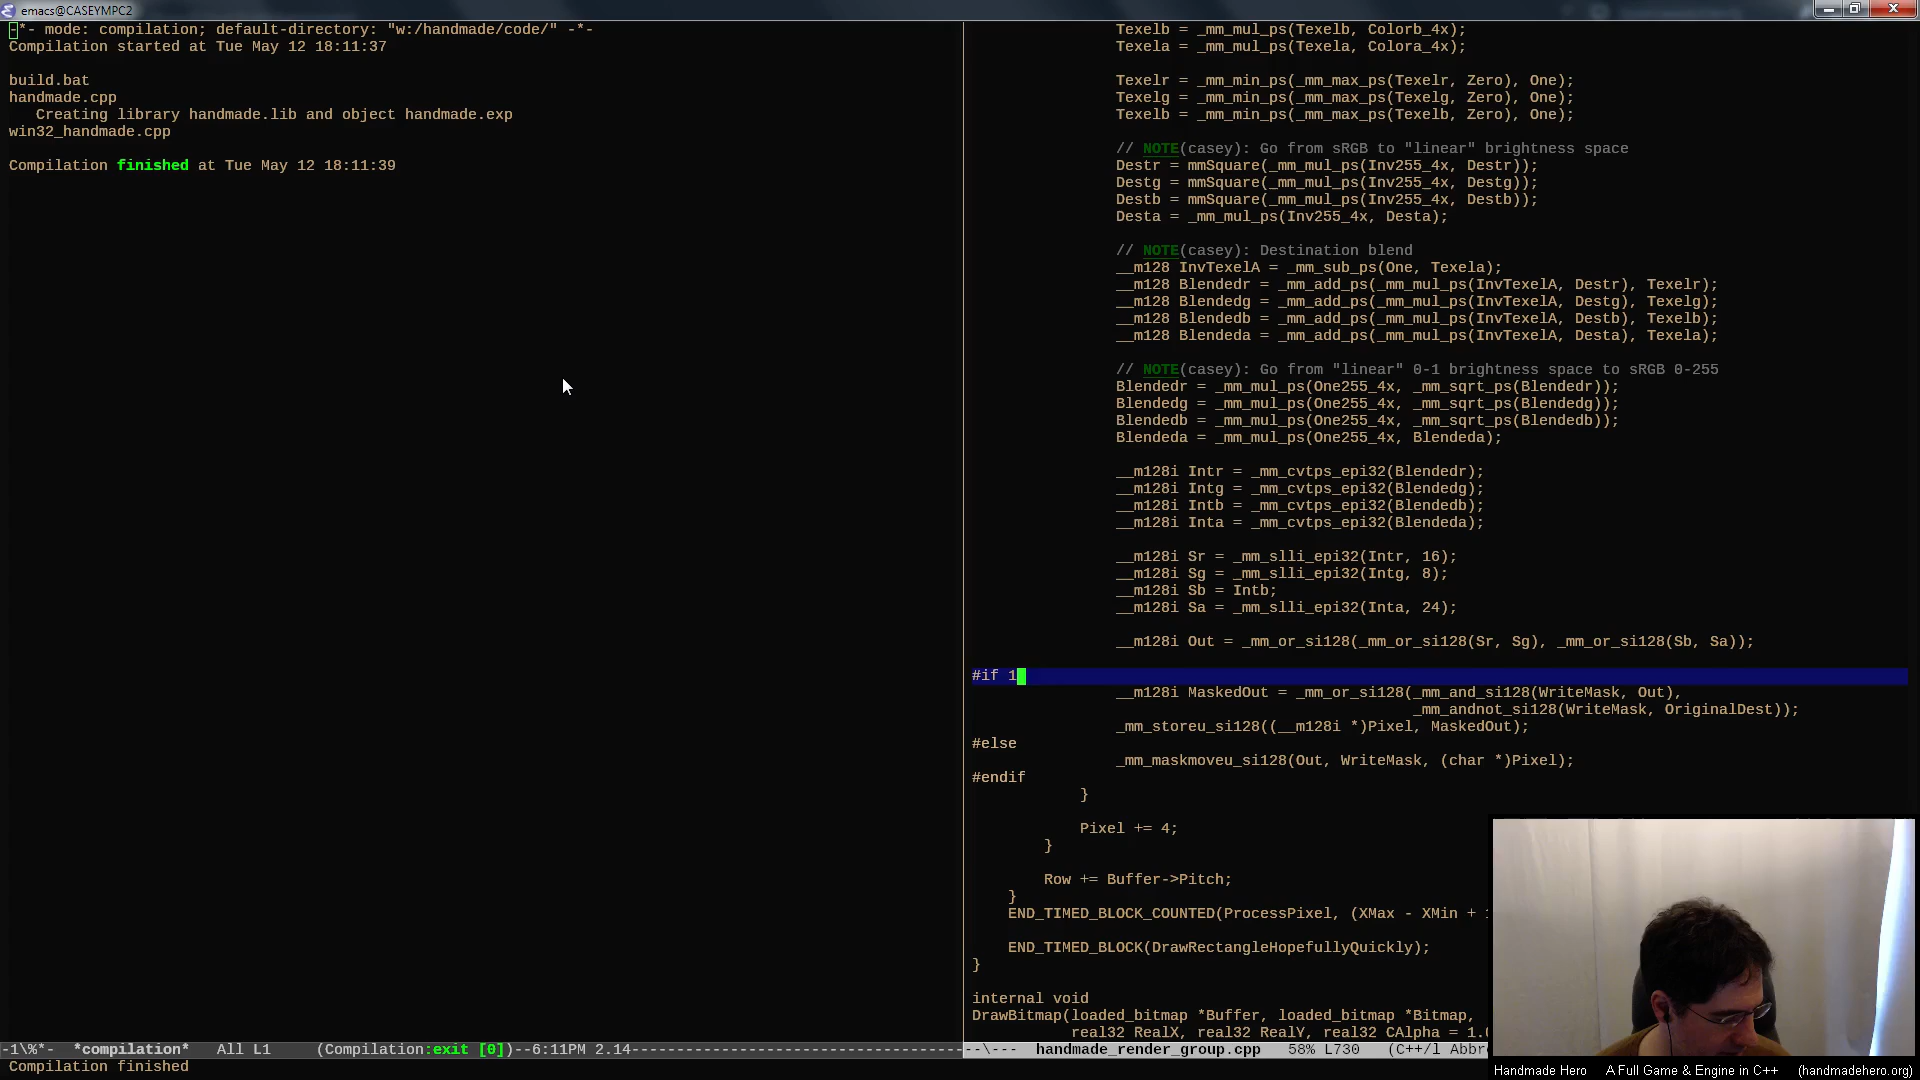 emacs@CASEYMPC2
-*- mode: compilation; default-directory: "w:/handmade/code/" -*-
Compilation started at Tue May 12 18:11:37
build.bat
handmade.cpp
   Creating library handmade.lib and object handmade.exp
win32_handmade.cpp
Compilation finished at Tue May 12 18:11:39
-1\%*-  *compilation*   All L1     (Compilation:exit [0])--6:11PM 2.14
Compilation finished
Texelb = _mm_mul_ps(Texelb, Colorb_4x);
Texela = _mm_mul_ps(Texela, Colora_4x);
Texelr = _mm_min_ps(_mm_max_ps(Texelr, Zero), One);
Texelg = _mm_min_ps(_mm_max_ps(Texelg, Zero), One);
Texelb = _mm_min_ps(_mm_max_ps(Texelb, Zero), One);
// NOTE(casey): Go from sRGB to "linear" brightness space
Destr = mmSquare(_mm_mul_ps(Inv255_4x, Destr));
Destg = mmSquare(_mm_mul_ps(Inv255_4x, Destg));
Destb = mmSquare(_mm_mul_ps(Inv255_4x, Destb));
Desta = _mm_mul_ps(Inv255_4x, Desta);
// NOTE(casey): Destination blend
__m128 InvTexelA = _mm_sub_ps(One, Texela);
__m128 Blendedr = _mm_add_ps(_mm_mul_ps(InvTexelA, Destr), Texelr);
__m128 Blendedg = _mm_add_ps(_mm_mul_ps(InvTexelA, Destg), Texelg);
__m128 Blendedb = _mm_add_ps(_mm_mul_ps(InvTexelA, Destb), Texelb);
__m128 Blendeda = _mm_add_ps(_mm_mul_ps(InvTexelA, Desta), Texela);
// NOTE(casey): Go from "linear" 0-1 brightness space to sRGB 0-255
Blendedr = _mm_mul_ps(One255_4x, _mm_sqrt_ps(Blendedr));
Blendedg = _mm_mul_ps(One255_4x, _mm_sqrt_ps(Blendedg));
Blendedb = _mm_mul_ps(One255_4x, _mm_sqrt_ps(Blendedb));
Blendeda = _mm_mul_ps(One255_4x, Blendeda);
__m128i Intr = _mm_cvtps_epi32(Blendedr);
__m128i Intg = _mm_cvtps_epi32(Blendedg);
__m128i Intb = _mm_cvtps_epi32(Blendedb);
__m128i Inta = _mm_cvtps_epi32(Blendeda);
__m128i Sr = _mm_slli_epi32(Intr, 16);
__m128i Sg = _mm_slli_epi32(Intg, 8);
__m128i Sb = Intb;
__m128i Sa = _mm_slli_epi32(Inta, 24);
__m128i Out = _mm_or_si128(_mm_or_si128(Sr, Sg), _mm_or_si128(Sb, Sa));
#if 1
__m128i MaskedOut = _mm_or_si128(_mm_and_si128(WriteMask, Out),
_mm_andnot_si128(WriteMask, OriginalDest));
_mm_storeu_si128((__m128i *)Pixel, MaskedOut);
#else
_mm_maskmoveu_si128(Out, WriteMask, (char *)Pixel);
#endif
}
Pixel += 4;
}
Row += Buffer->Pitch;
}
END_TIMED_BLOCK_COUNTED(ProcessPixel, (XMax - XMin +
END_TIMED_BLOCK(DrawRectangleHopefullyQuickly);
}
internal void
DrawBitmap(loaded_bitmap *Buffer, loaded_bitmap *Bitmap,
real32 RealX, real32 RealY, real32 CAlpha = 1.
--\---  handmade_render_group.cpp   58% L730   (C++/l Abbr
Handmade Hero   A Full Game & Engine in C++   (handmadehero.org)